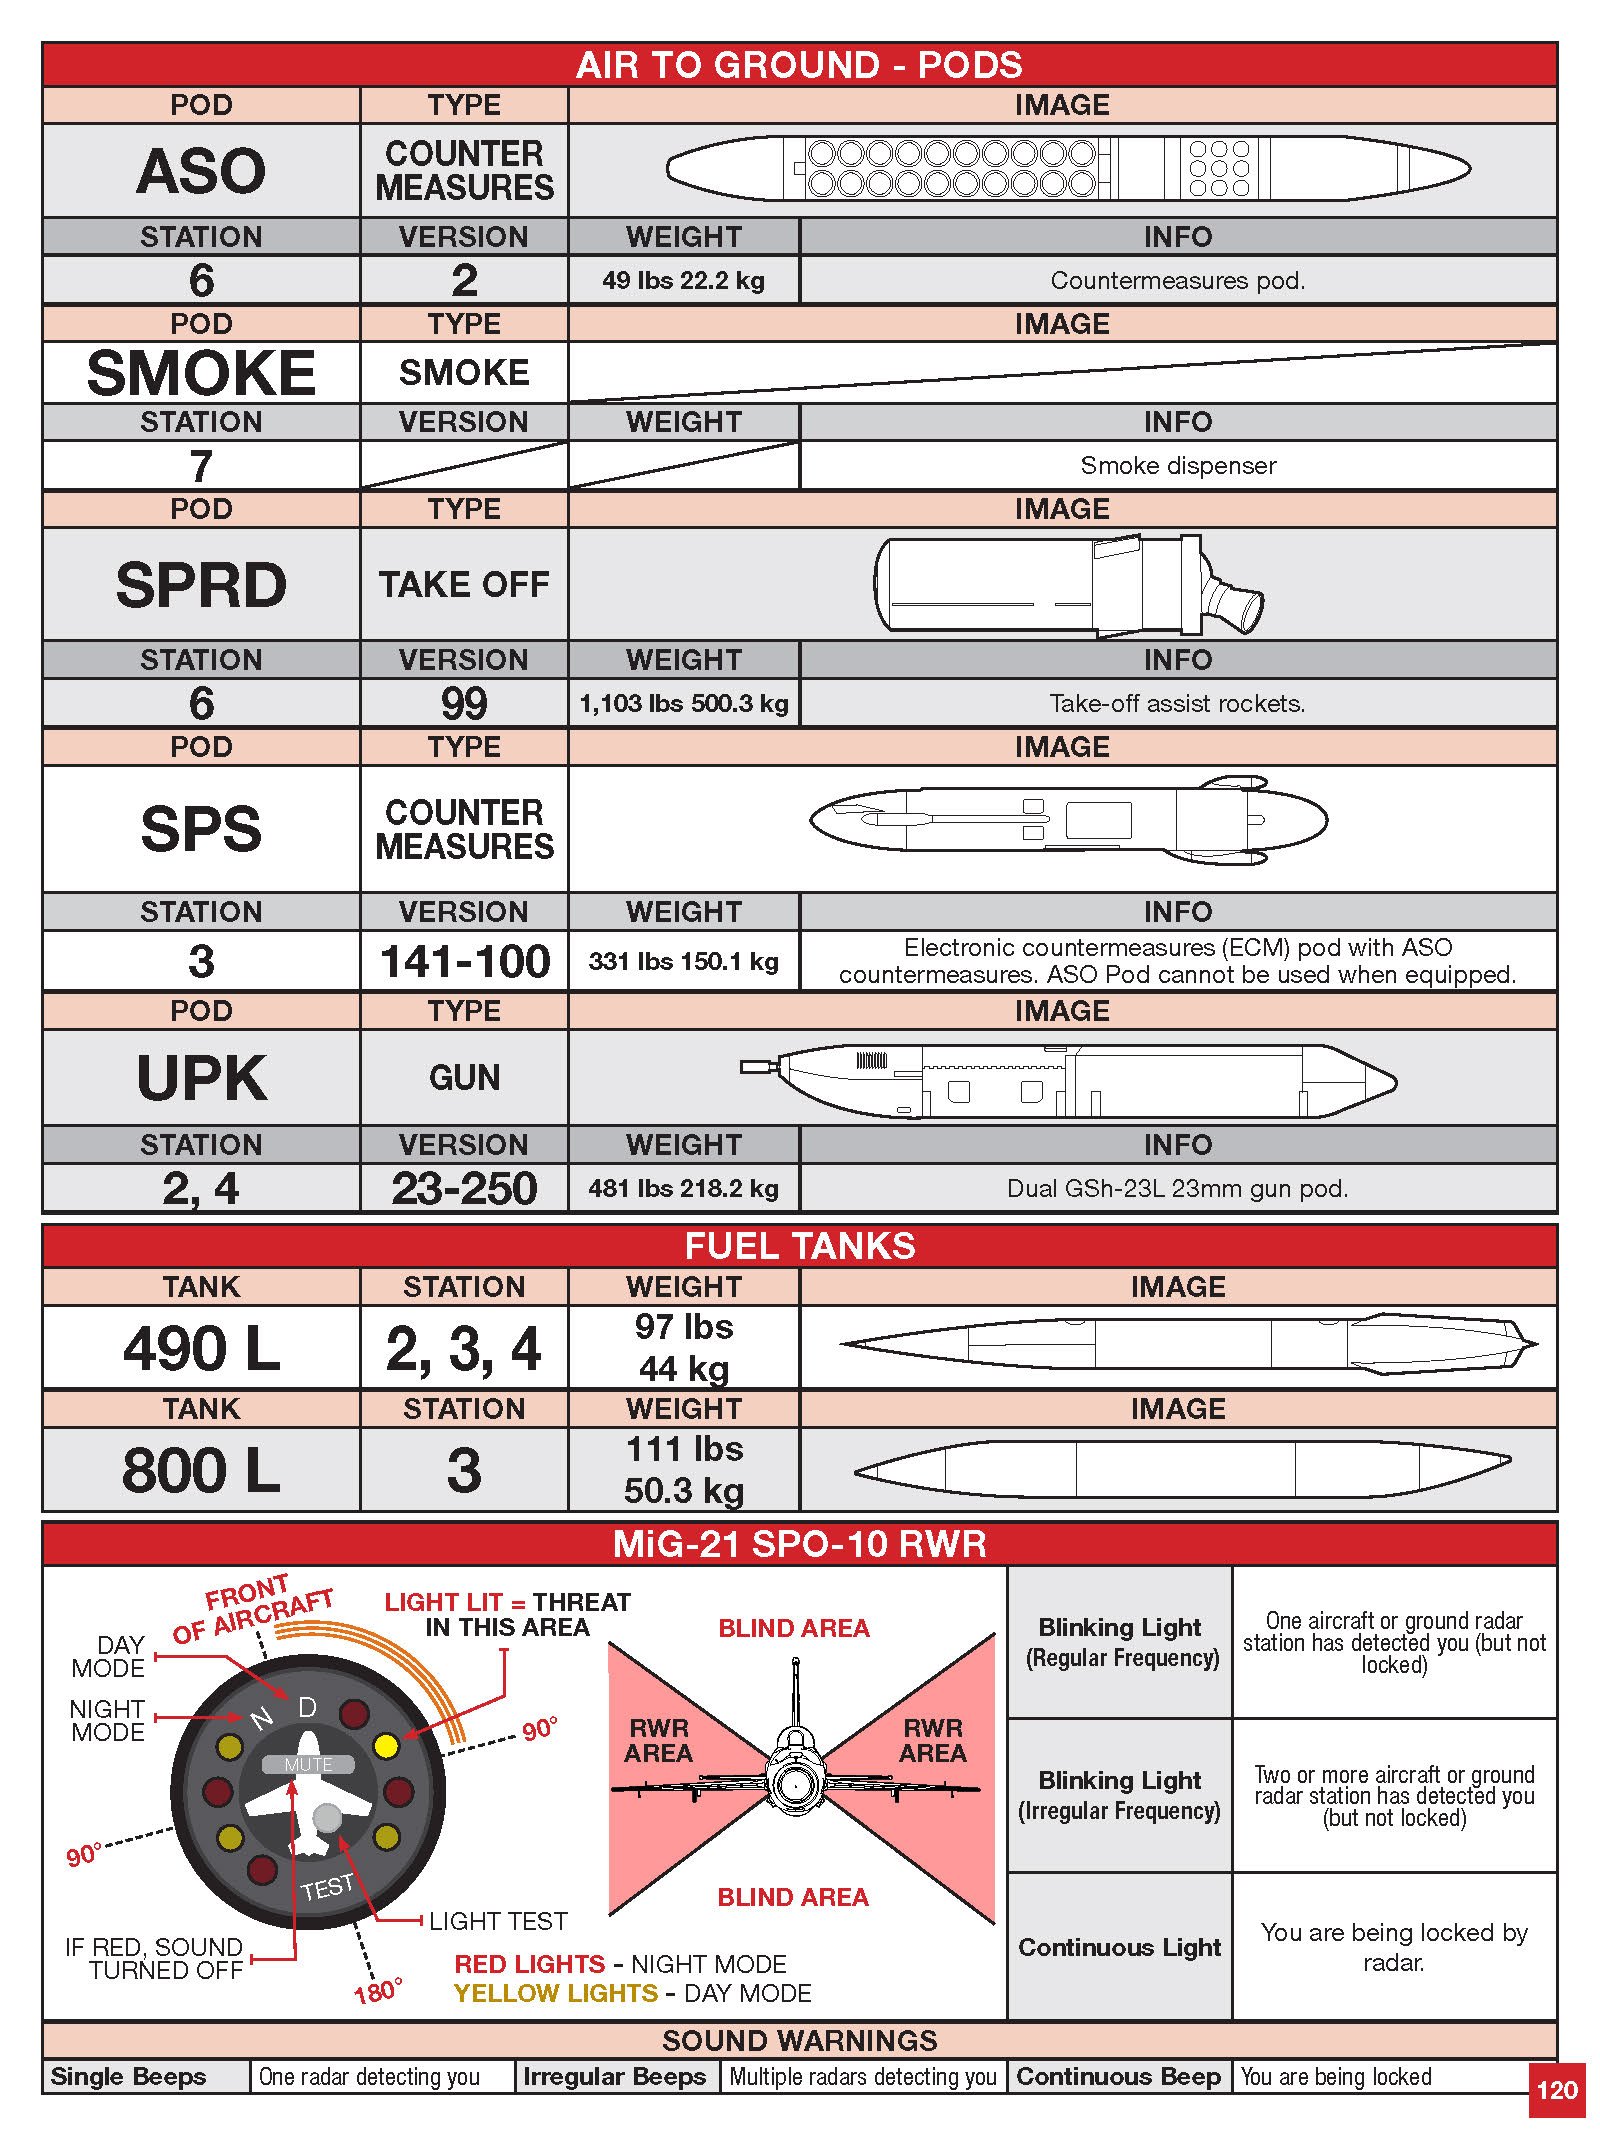 AIR TO GROUND - PODS
POD TYPE IMAGE
ASO COUNTER MEASURES
STATION VERSION WEIGHT INFO
6 2 49 lbs 22.2 kg Countermeasures pod.
POD TYPE IMAGE
SMOKE SMOKE
STATION VERSION WEIGHT INFO
7 Smoke dispenser
POD TYPE IMAGE
SPRD TAKE OFF
STATION VERSION WEIGHT INFO
6 99 1,103 lbs 500.3 kg Take-off assist rockets.
POD TYPE IMAGE
SPS COUNTER MEASURES
STATION VERSION WEIGHT INFO
3 141-100 331 lbs 150.1 kg Electronic countermeasures (ECM) pod with ASO
countermeasures. ASO Pod cannot be used when equipped.
POD TYPE IMAGE
UPK GUN
STATION VERSION WEIGHT INFO
2, 4 23-250 481 lbs 218.2 kg Dual GSh-23L 23mm gun pod.
FUEL TANKS
TANK STATION WEIGHT IMAGE
490 L 2, 3, 4 97 lbs
44 kg
TANK STATION WEIGHT IMAGE
800 L 3 111 lbs
50.3 kg
MiG-21 SPO-10 RWR
FRONT
OF AIRCRAFT
LIGHT LIT = THREAT
IN THIS AREA
DAY
MODE
NIGHT
MODE
N D
MUTE
TEST
90°
90°
180°
IF RED, SOUND
TURNED OFF
LIGHT TEST
RED LIGHTS - NIGHT MODE
YELLOW LIGHTS - DAY MODE
BLIND AREA
RWR
AREA
RWR
AREA
BLIND AREA
Blinking Light
(Regular Frequency)
One aircraft or ground radar
station has detected you (but not
locked)
Blinking Light
(Irregular Frequency)
Two or more aircraft or ground
radar station has detected you
(but not locked)
Continuous Light
You are being locked by
radar.
SOUND WARNINGS
Single Beeps One radar detecting you Irregular Beeps Multiple radars detecting you Continuous Beep You are being locked
120